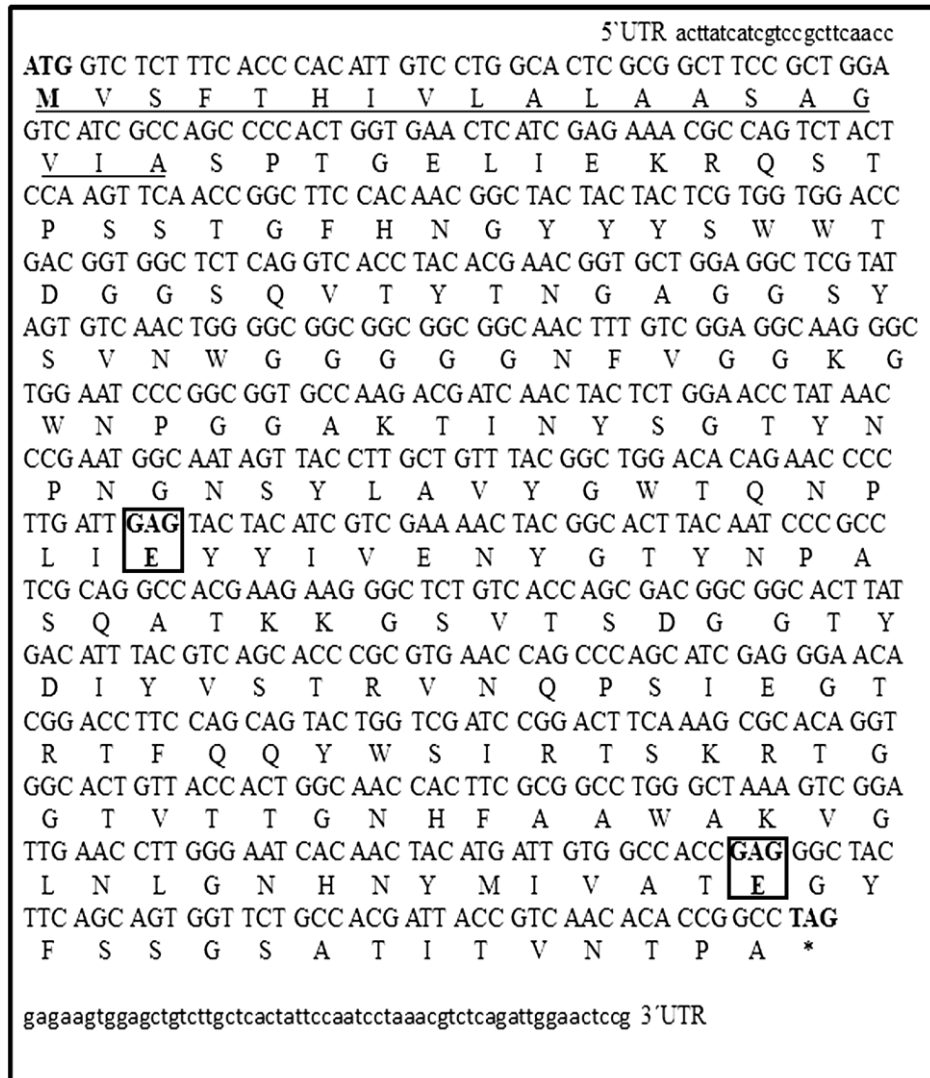 5`UTR acttatcatcgtccgcttcaacc
ATG GTC TCT TTC ACC CAC ATT GTC CTG GCA CTC GCG GCT TCC GCT GGA
M V S F T H I V L A L A A S A G
GTC ATC GCC AGC CCC ACT GGT GAA CTC ATC GAG AAA CGC CAG TCT ACT
V I A S P T G E L I E K R Q S T
CCA AGT TCA ACC GGC TTC CAC AAC GGC TAC TAC TAC TCG TGG TGG ACC
P S S T G F H N G Y Y Y S W W T
GAC GGT GGC TCT CAG GTC ACC TAC ACG AAC GGT GCT GGA GGC TCG TAT
D G G S Q V T Y T N G A G G S Y
AGT GTC AAC TGG GGC GGC GGC GGC GGC AAC TTT GTC GGA GGC AAG GGC
S V N W G G G G G N F V G G K G
TGG AAT CCC GGC GGT GCC AAG ACG ATC AAC TAC TCT GGA ACC TAT AAC
W N P G G A K T I N Y S G T Y N
CCG AAT GGC AAT AGT TAC CTT GCT GTT TAC GGC TGG ACA CAG AAC CCC
P N G N S Y L A V Y G W T Q N P
TTG ATT GAG TAC TAC ATC GTC GAA AAC TAC GGC ACT TAC AAT CCC GCC
L I E Y Y I V E N Y G T Y N P A
TCG CAG GCC ACG AAG AAG GGC TCT GTC ACC AGC GAC GGC GGC ACT TAT
S Q A T K K G S V T S D G G T Y
GAC ATT TAC GTC AGC ACC CGC GTG AAC CAG CCC AGC ATC GAG GGA ACA
D I Y V S T R V N Q P S I E G T
CGG ACC TTC CAG CAG TAC TGG TCG ATC CGG ACT TCA AAG CGC ACA GGT
R T F Q Q Y W S I R T S K R T G
GGC ACT GTT ACC ACT GGC AAC CAC TTC GCG GCC TGG GCT AAA GTC GGA
G T V T T G N H F A A W A K V G
TTG AAC CTT GGG AAT CAC AAC TAC ATG ATT GTG GCC ACC GAG GGC TAC
L N L G N H N Y M I V A T E G Y
TTC AGC AGT GGT TCT GCC ACG ATT ACC GTC AAC ACA CCG GCC TAG
F S S G S A T I T V N T P A *
gagaagtggagctgtcttgctcactattccaatcctaaacgtctcagattggaactccg 3´UTR